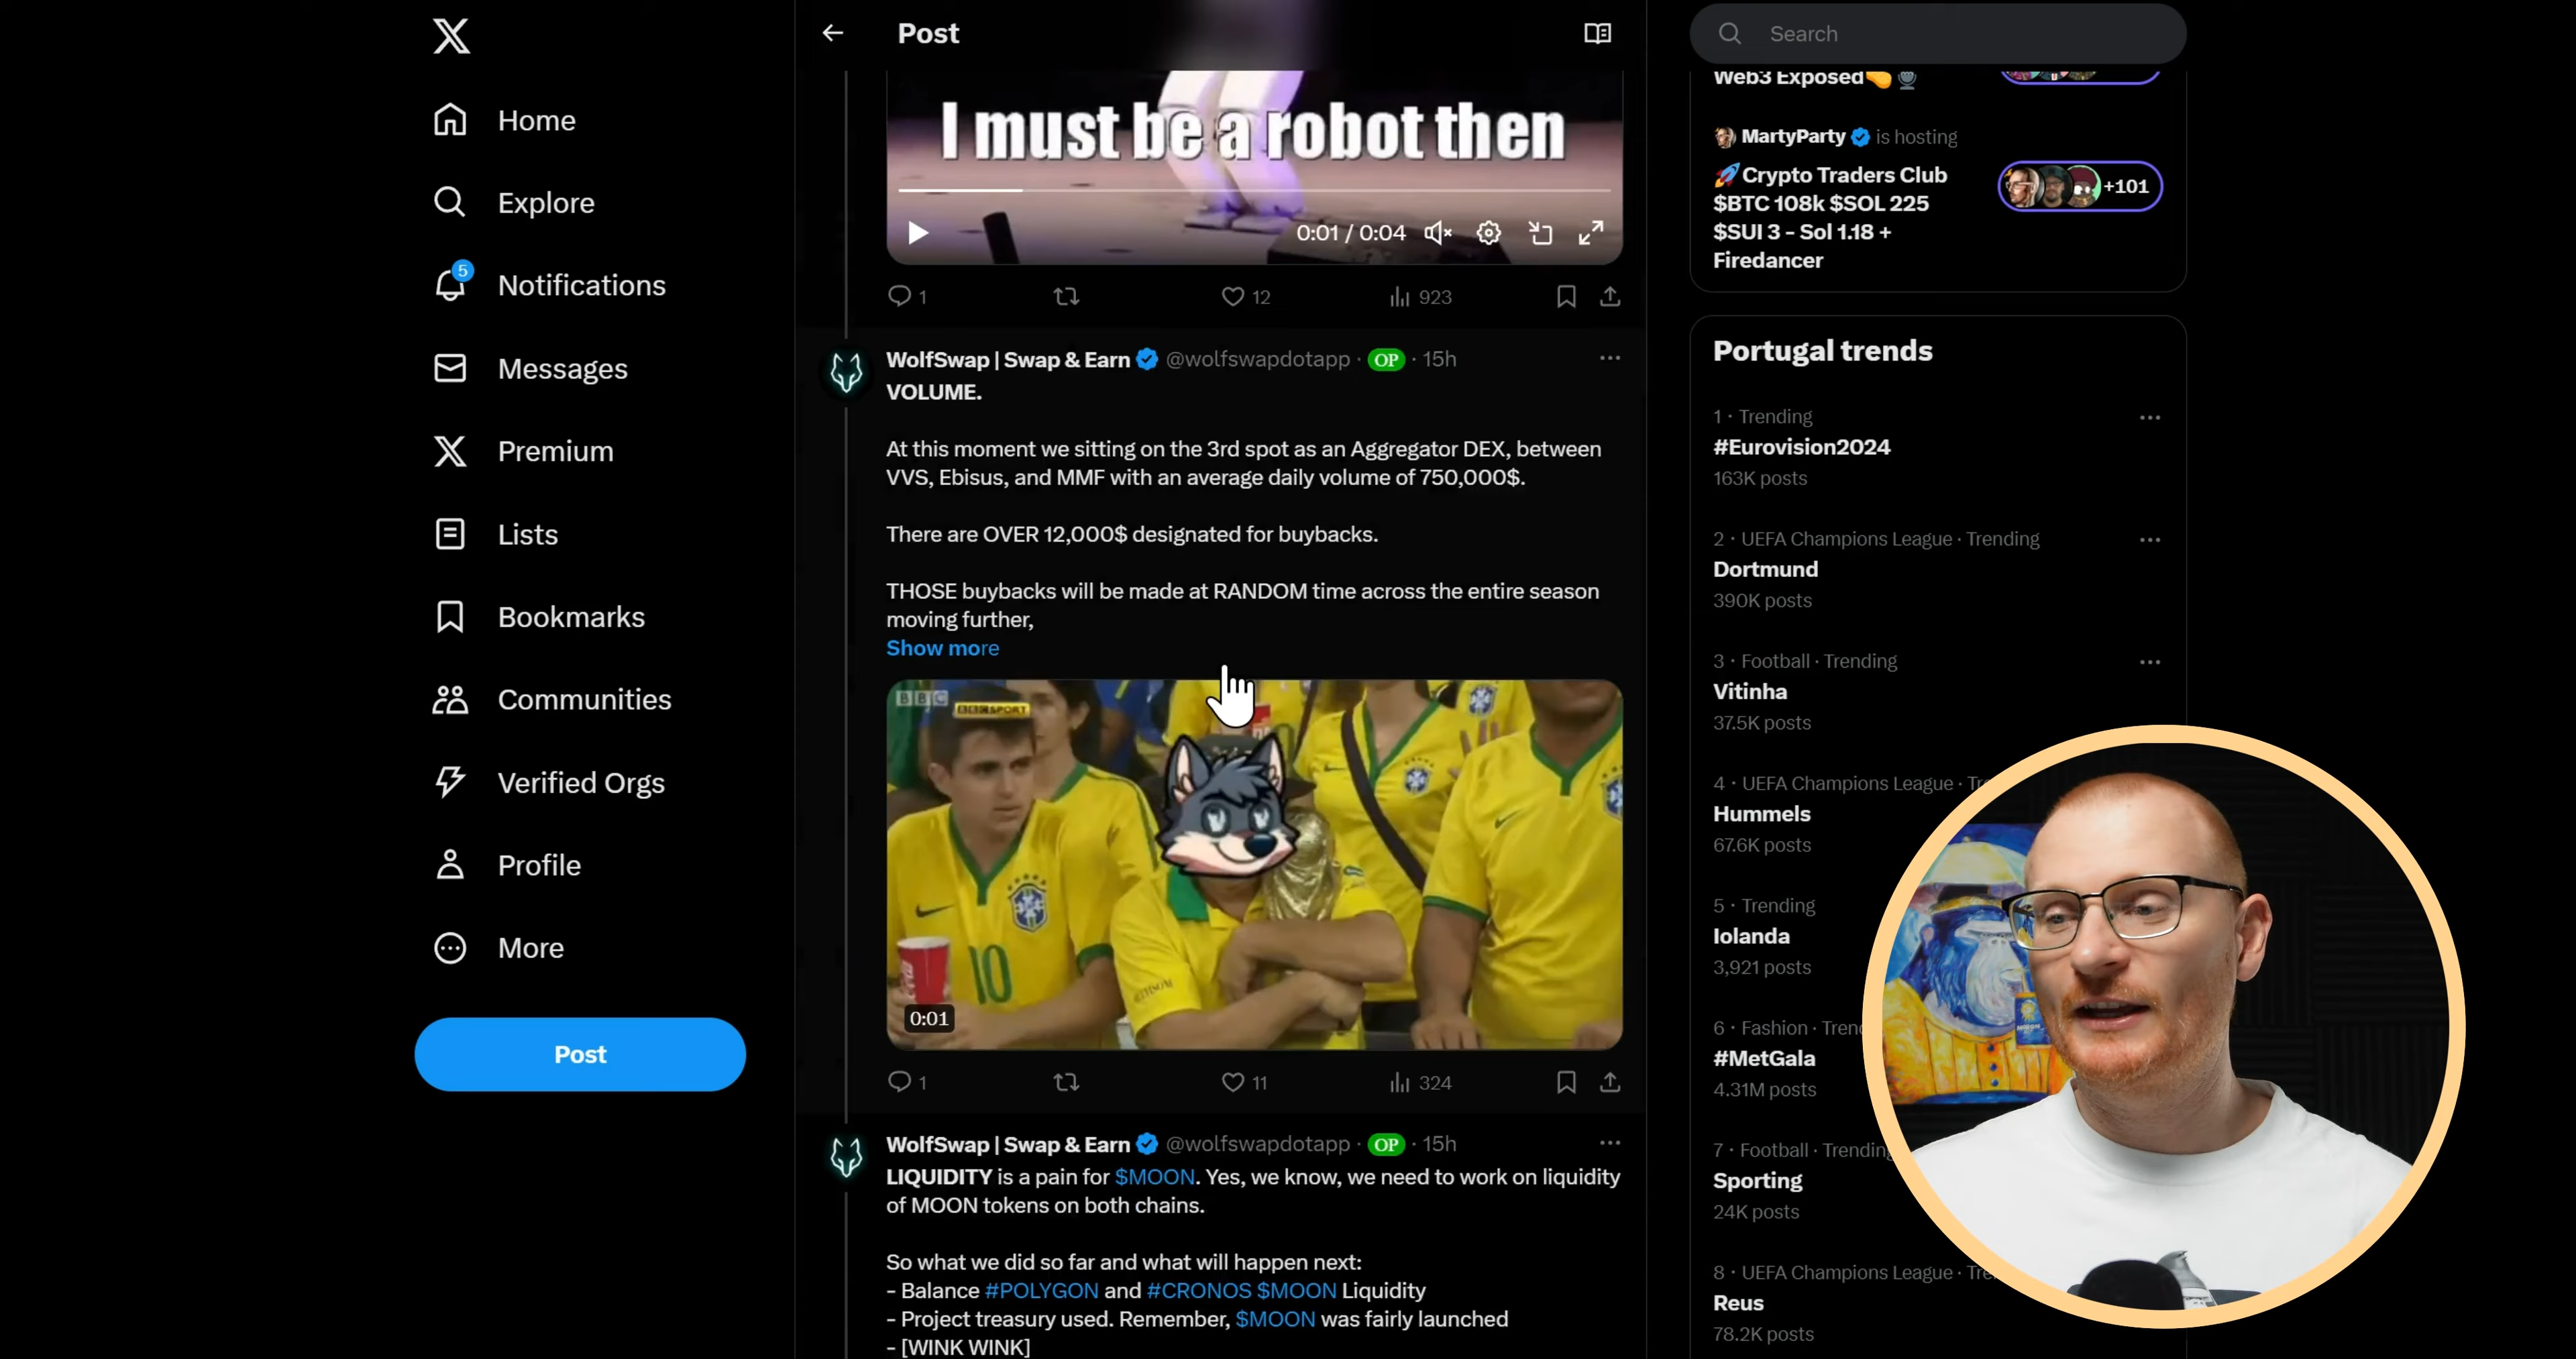 Home
Explore
5
Notifications
Messages
Premium
Lists
Bookmarks
Communities
Verified Orgs
Profile
More
Post
Post
I must be a robot then
0:01 / 0:04
1
12
923
WolfSwap | Swap & Earn @wolfswapdotapp · OP · 15h
VOLUME.
At this moment we sitting on the 3rd spot as an Aggregator DEX, between
VVS, Ebisus, and MMF with an average daily volume of 750,000$.
There are OVER 12,000$ designated for buybacks.
THOSE buybacks will be made at RANDOM time across the entire season
moving further,
Show more
BBC
BBC SPORT
10
0:01
1
11
324
WolfSwap | Swap & Earn @wolfswapdotapp · OP · 15h
LIQUIDITY is a pain for $MOON. Yes, we know, we need to work on liquidity
of MOON tokens on both chains.
So what we did so far and what will happen next:
- Balance #POLYGON and #CRONOS $MOON Liquidity
- Project treasury used. Remember, $MOON was fairly launched
- [WINK WINK]
Search
Web3 Exposed
MartyParty is hosting
Crypto Traders Club
$BTC 108k $SOL 225
$SUI 3 - Sol 1.18 +
Firedancer
+101
Portugal trends
1 · Trending
#Eurovision2024
163K posts
2 · UEFA Champions League · Trending
Dortmund
390K posts
3 · Football · Trending
Vitinha
37.5K posts
4 · UEFA Champions League · Tre
Hummels
67.6K posts
5 · Trending
Iolanda
3,921 posts
6 · Fashion · Trend
#MetGala
4.31M posts
7 · Football · Trending
Sporting
24K posts
8 · UEFA Champions League · Tre
Reus
78.2K posts